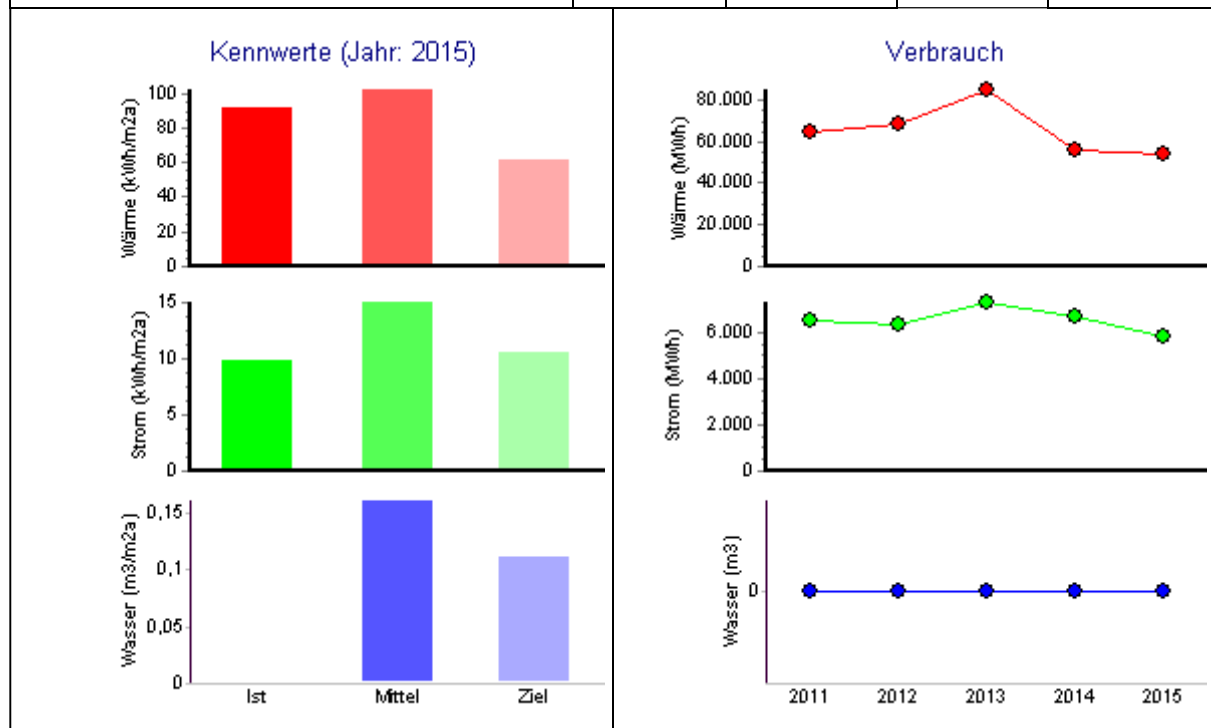 Kennwerte (Jahr: 2015)
Wärme (kWh/m2a)
100
80
60
40
20
0
Strom (kWh/m2a)
15
10
5
0
Wasser (m3/m2a)
0,15
0,1
0,05
0
Ist Mittel Ziel
Verbrauch
Wärme (MWh)
80.000
60.000
40.000
20.000
0
Strom (MWh)
6.000
4.000
2.000
0
Wasser (m3)
0
2011 2012 2013 2014 2015